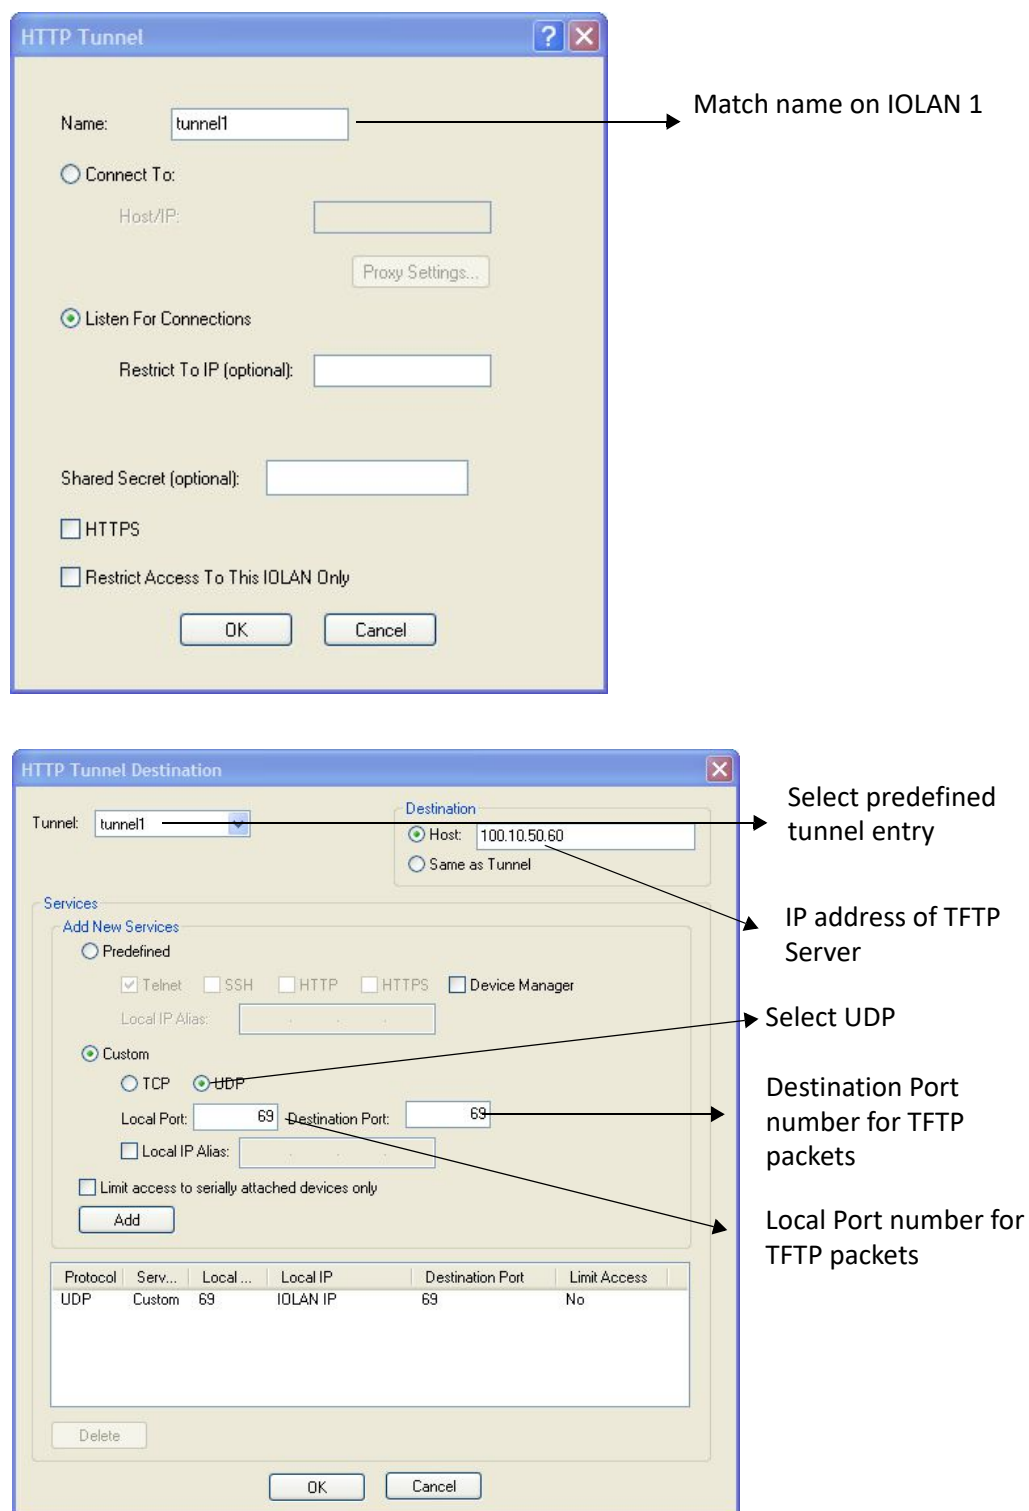 HTTP Tunnel
Name: tunnel1
Match name on IOLAN 1
Connect To:
Host/IP:
Proxy Settings...
Listen For Connections
Restrict To IP (optional):
Shared Secret (optional):
HTTPS
Restrict Access To This IOLAN Only
OK Cancel
HTTP Tunnel Destination
Tunnel: tunnel1
Destination
Host: 100.10.50.60
Same as Tunnel
Select predefined
tunnel entry
IP address of TFTP
Server
Services
Add New Services
Predefined
Telnet SSH HTTP HTTPS Device Manager
Local IP Alias:
Select UDP
Custom
TCP UDP
Local Port: 69 Destination Port: 69
Destination Port
number for TFTP
packets
Local IP Alias:
Limit access to serially attached devices only
Add
Local Port number for
TFTP packets
Protocol Serv... Local ... Local IP Destination Port Limit Access
UDP Custom 69 IOLAN IP 69 No
Delete
OK Cancel